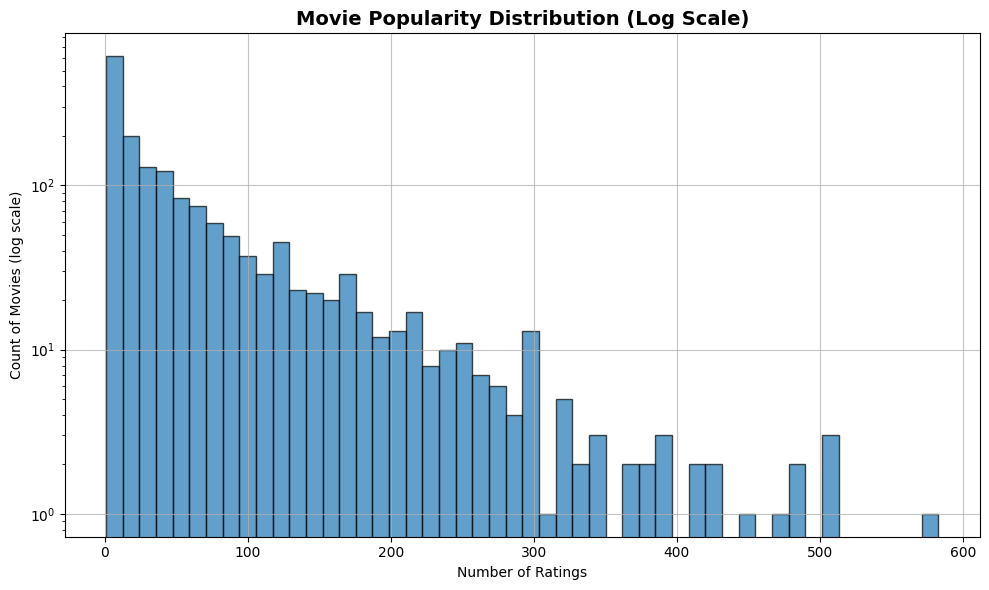 Movie Popularity Distribution (Log Scale)
Count of Movies (log scale)
10²
10¹
10⁰
0 100 200 300 400 500 600
Number of Ratings